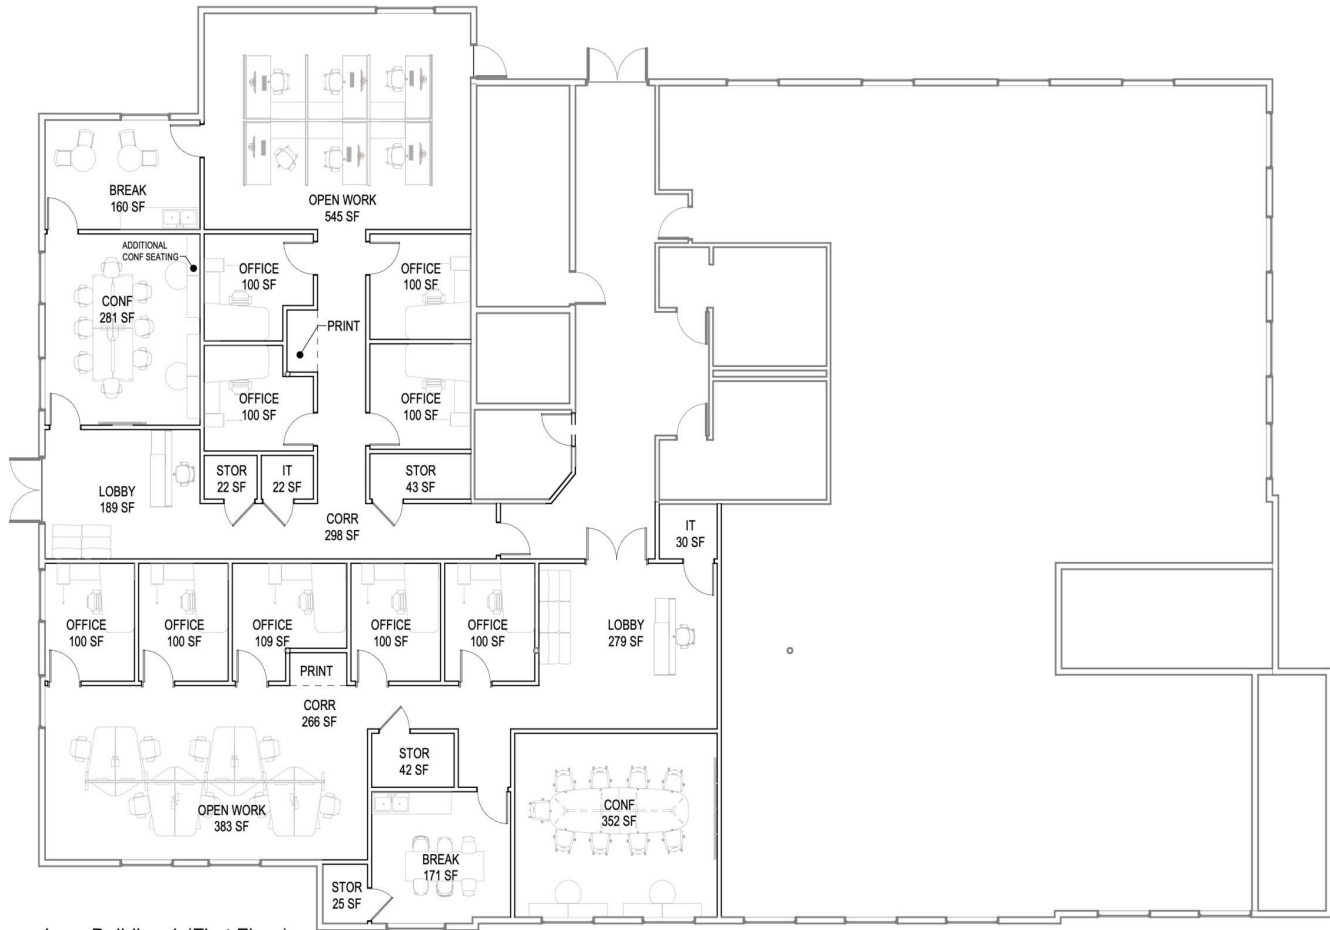 BREAK
160 SF
OPEN WORK
545 SF
ADDITIONAL
CONF SEATING
CONF
281 SF
OFFICE
100 SF
OFFICE
100 SF
PRINT
OFFICE
100 SF
OFFICE
100 SF
STOR
22 SF
IT
22 SF
STOR
43 SF
LOBBY
189 SF
CORR
298 SF
IT
30 SF
OFFICE
100 SF
OFFICE
100 SF
OFFICE
109 SF
OFFICE
100 SF
OFFICE
100 SF
LOBBY
279 SF
PRINT
CORR
266 SF
STOR
42 SF
OPEN WORK
383 SF
CONF
352 SF
BREAK
171 SF
STOR
25 SF